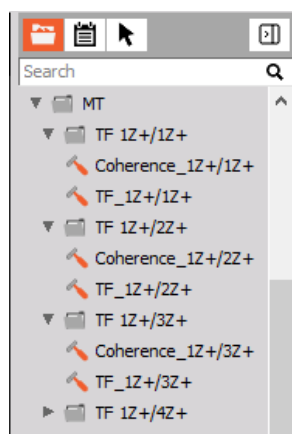 Search
MT
TF 1Z+/1Z+
Coherence_1Z+/1Z+
TF_1Z+/1Z+
TF 1Z+/2Z+
Coherence_1Z+/2Z+
TF_1Z+/2Z+
TF 1Z+/3Z+
Coherence_1Z+/3Z+
TF_1Z+/3Z+
TF 1Z+/4Z+